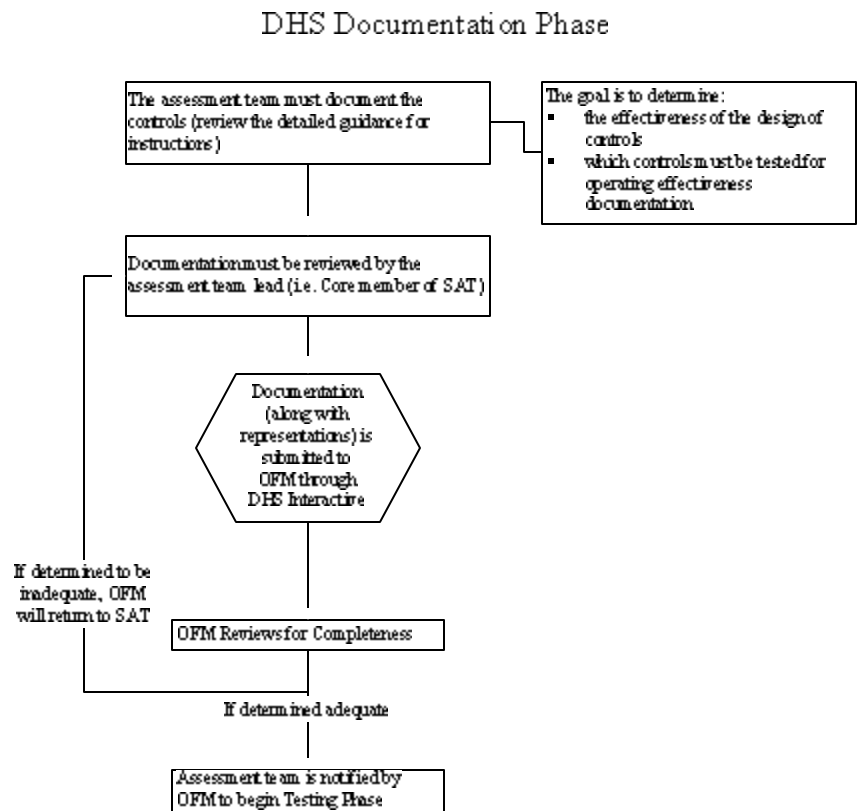 DHS Documentation Phase
The assessment team must document the
controls (review the detailed guidance for
instructions)
The goal is to determine:
▪ the effectiveness of the design of
controls
▪ which controls must be tested for
operating effectiveness
documentation
Documentation must be reviewed by the
assessment team lead (i.e. Core member of SAT)
Documentation
(along with
representations) is
submitted to
OFM through
DHS Interactive
If determined to be
inadequate, OFM
will return to SAT
OFM Reviews for Completeness
If determined adequate
Assessment team is notified by
OFM to begin Testing Phase